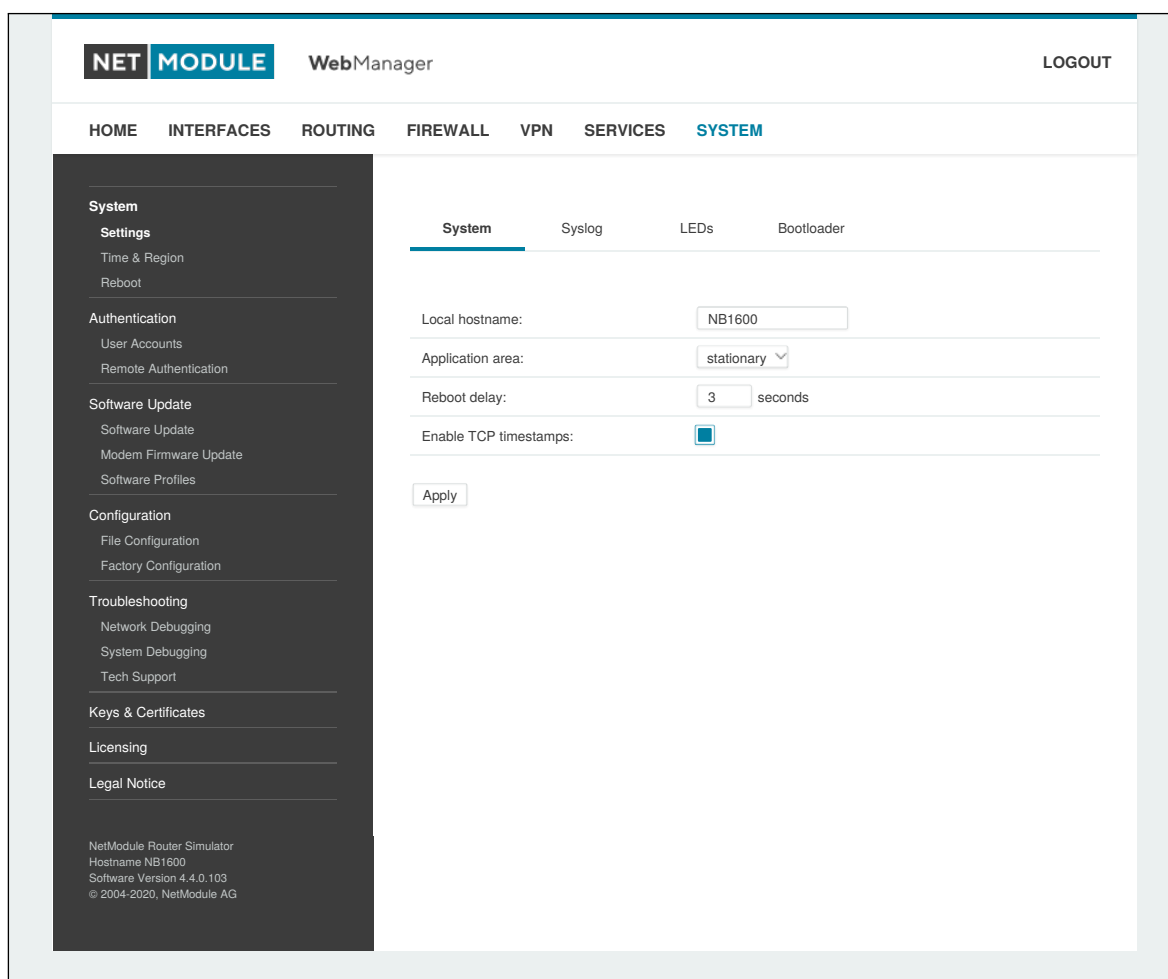 NET MODULE WebManager LOGOUT
HOME INTERFACES ROUTING FIREWALL VPN SERVICES SYSTEM
System
Settings
Time & Region
Reboot
Authentication
User Accounts
Remote Authentication
Software Update
Software Update
Modem Firmware Update
Software Profiles
Configuration
File Configuration
Factory Configuration
Troubleshooting
Network Debugging
System Debugging
Tech Support
Keys & Certificates
Licensing
Legal Notice
NetModule Router Simulator
Hostname NB1600
Software Version 4.4.0.103
© 2004-2020, NetModule AG
System Syslog LEDs Bootloader
Local hostname: NB1600
Application area: stationary
Reboot delay: 3 seconds
Enable TCP timestamps:
Apply